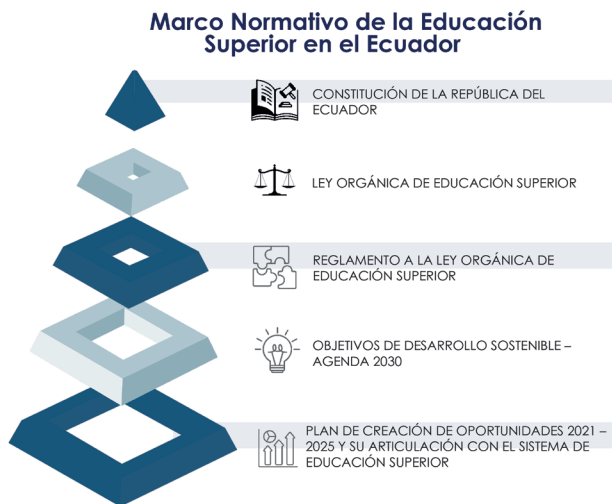 Marco Normativo de la Educación
Superior en el Ecuador
CONSTITUCIÓN DE LA REPÚBLICA DEL
ECUADOR
LEY ORGÁNICA DE EDUCACIÓN SUPERIOR
REGLAMENTO A LA LEY ORGÁNICA DE
EDUCACIÓN SUPERIOR
OBJETIVOS DE DESARROLLO SOSTENIBLE –
AGENDA 2030
PLAN DE CREACIÓN DE OPORTUNIDADES 2021 –
2025 Y SU ARTICULACIÓN CON EL SISTEMA DE
EDUCACIÓN SUPERIOR